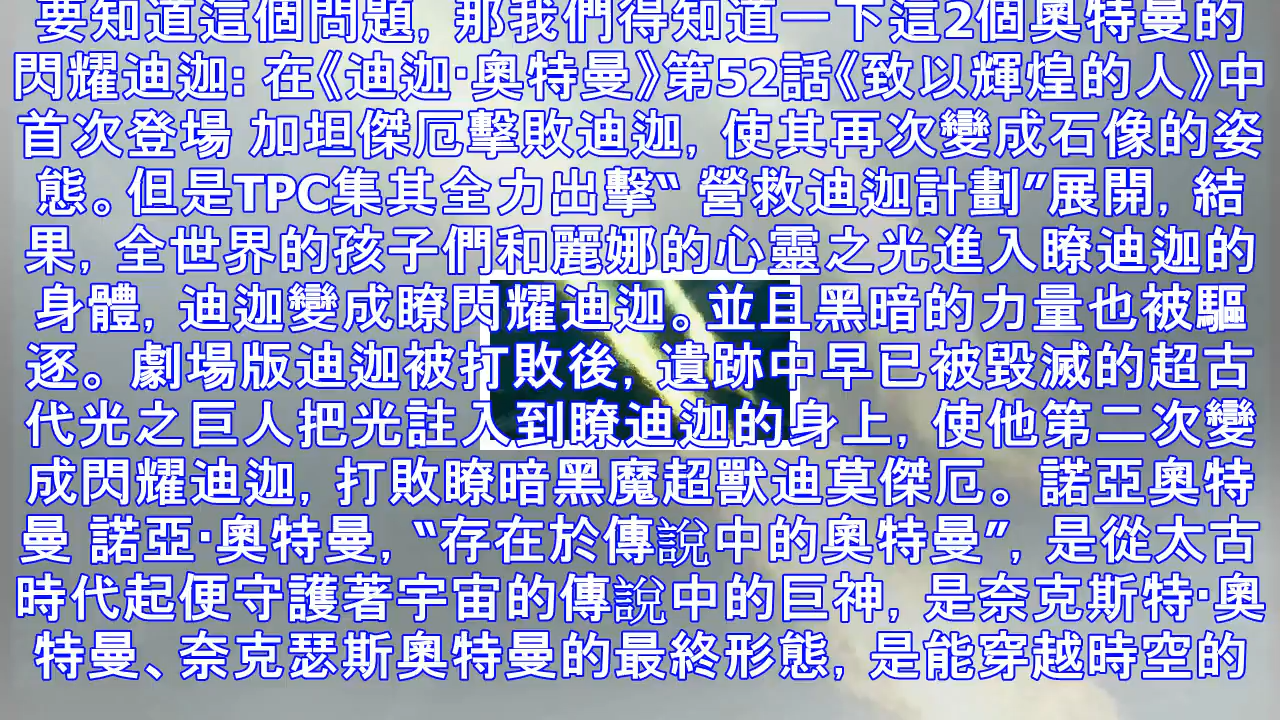 要知道這個問題, 那我們得知道一下這2個奧特曼的
閃耀迪迦: 在《迪迦·奧特曼》第52話《致以輝煌的人》中
首次登場 加坦傑厄擊敗迪迦, 使其再次變成石像的姿
態。但是TPC集其全力出擊“ 營救迪迦計劃”展開, 結
果, 全世界的孩子們和麗娜的心靈之光進入瞭迪迦的
身體, 迪迦變成瞭閃耀迪迦。並且黑暗的力量也被驅
逐。劇場版迪迦被打敗後, 遺跡中早已被毀滅的超古
代光之巨人把光註入到瞭迪迦的身上, 使他第二次變
成閃耀迪迦, 打敗瞭暗黑魔超獸迪莫傑厄。諾亞奧特
曼 諾亞·奧特曼, “存在於傳說中的奧特曼”, 是從太古
時代起便守護著宇宙的傳說中的巨神, 是奈克斯特·奧
特曼、奈克瑟斯奧特曼的最終形態, 是能穿越時空的